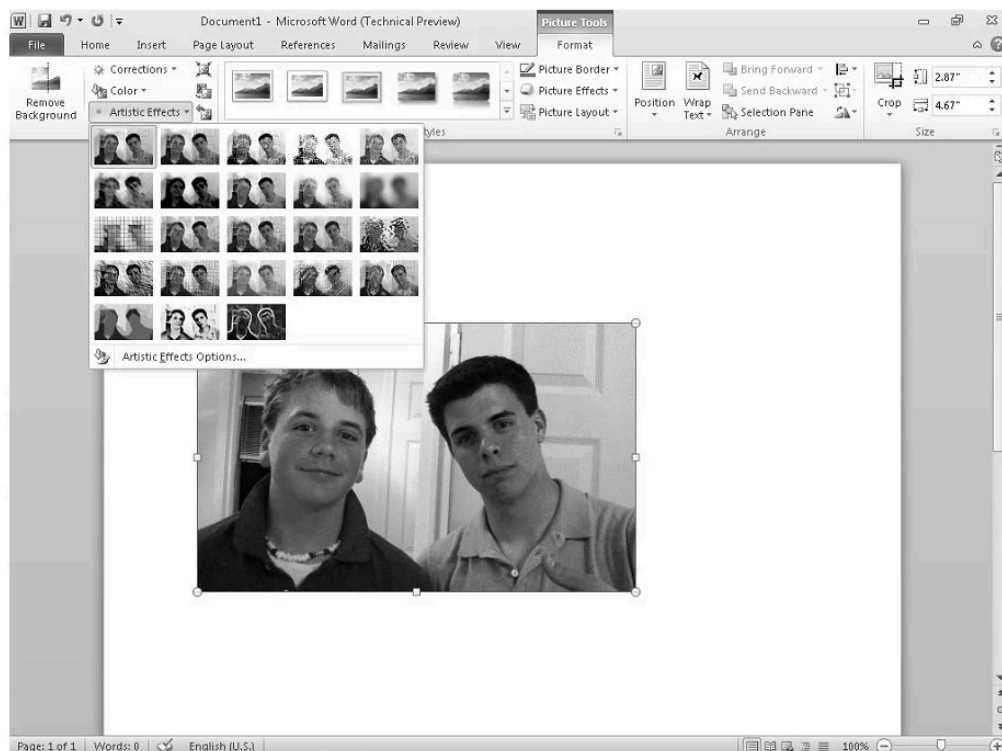 W Document1 - Microsoft Word (Technical Preview) Picture Tools
File Home Insert Page Layout References Mailings Review View Format
Remove Background
Corrections
Color
Artistic Effects
Picture Border
Picture Effects
Picture Layout
Position
Wrap Text
Bring Forward
Send Backward
Selection Pane
Crop
2.87"
4.67"
Arrange Size
Artistic Effects Options...
Page: 1 of 1 Words: 0 English (U.S.) 100%